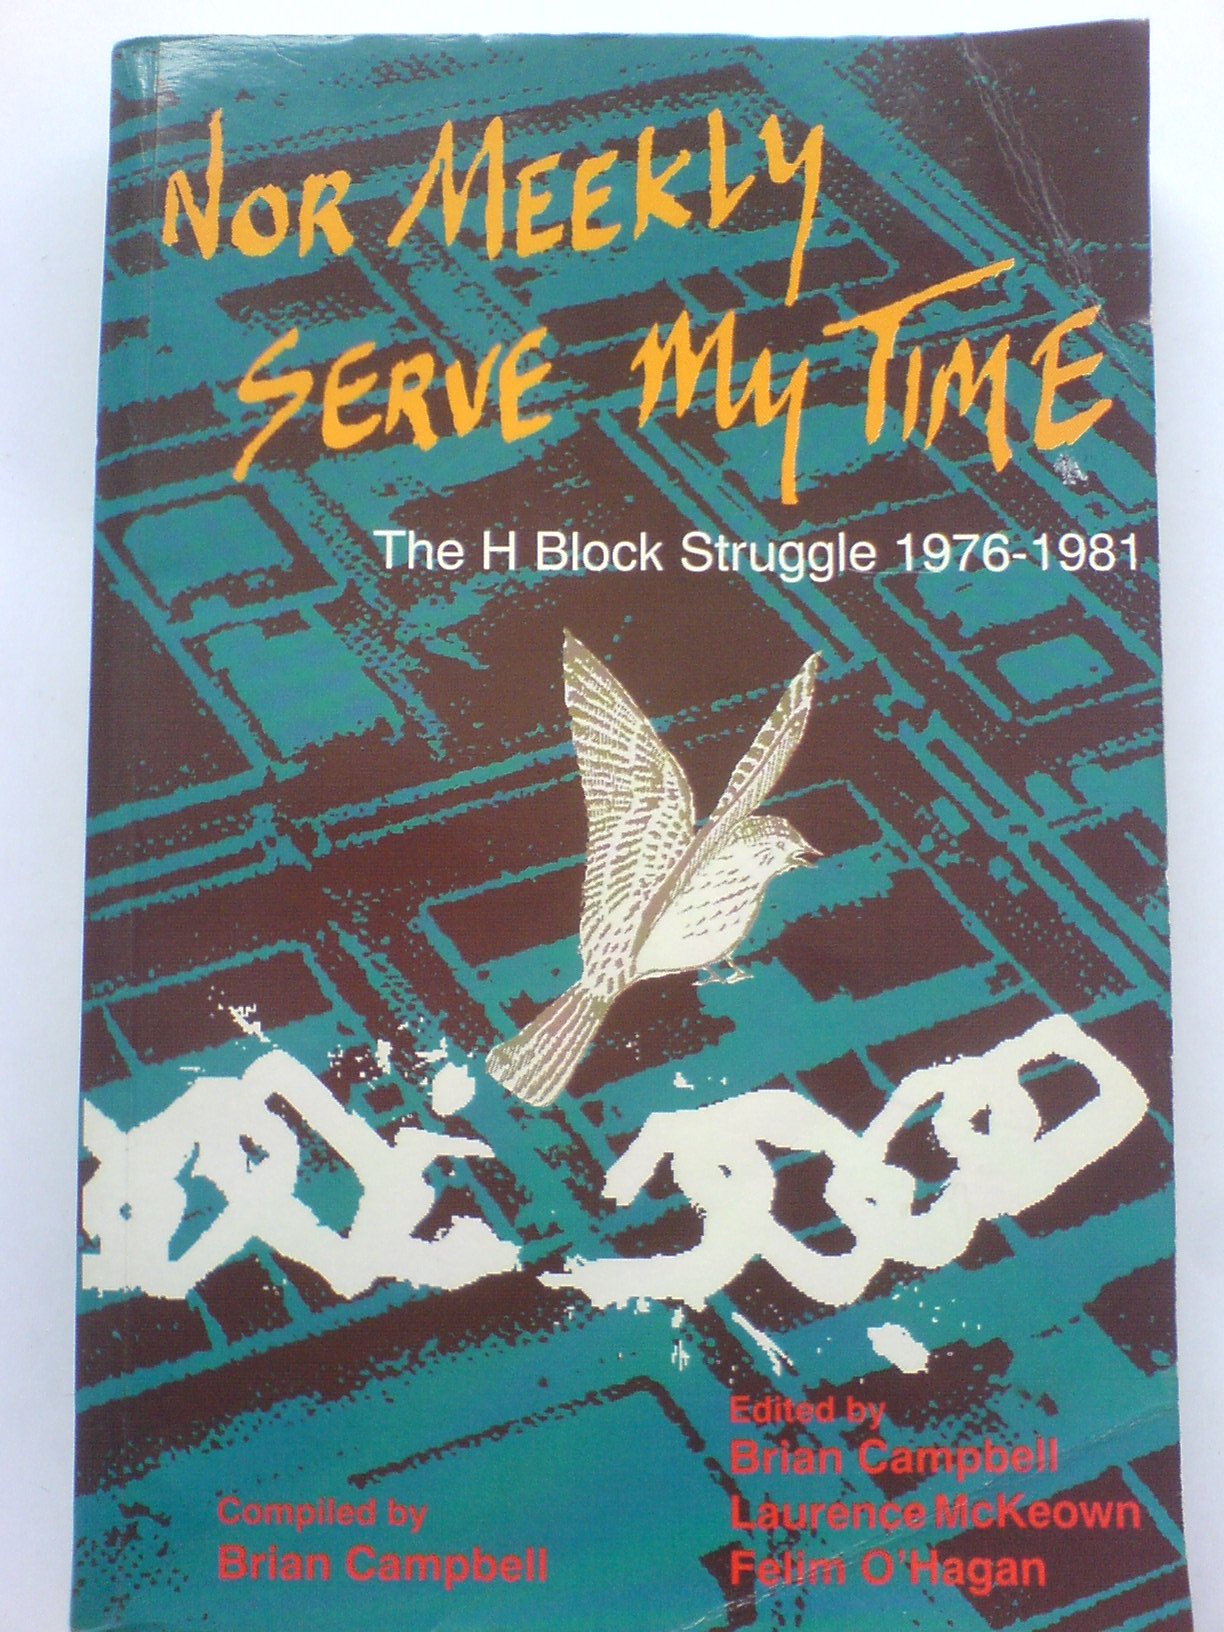 NOR MEEKLY
SERVE MY TIME
The H Block Struggle 1976-1981
Compiled by
Brian Campbell
Edited by
Brian Campbell
Laurence McKeown
Felim O'Hagan